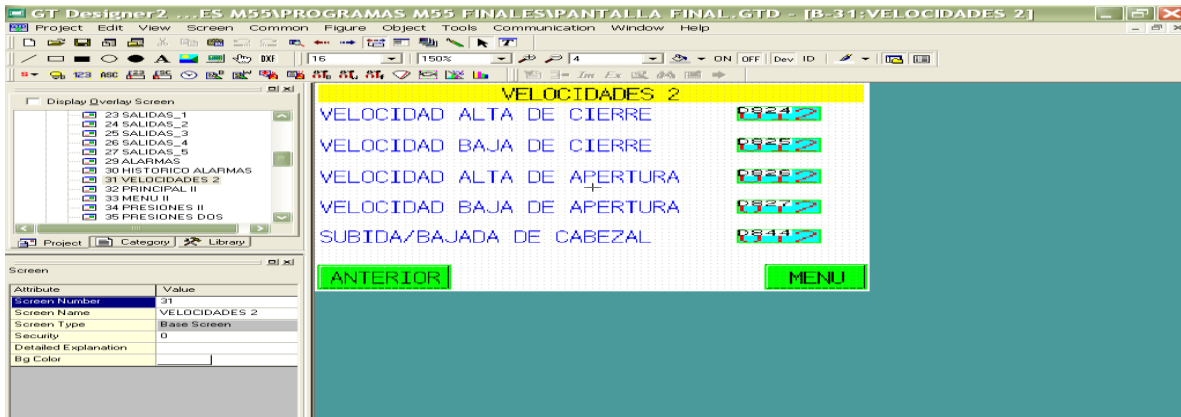 GT Designer2 ...ES M55\PROGRAMAS M55 FINALES\PANTALLA FINAL.GTD - [B-31:VELOCIDADES 2]
Project Edit View Screen Common Figure Object Tools Communication Window Help
A DXF 16 150% 4 ON OFF Dev ID
123 ASC
Display Overlay Screen
23 SALIDAS_1
24 SALIDAS_2
25 SALIDAS_3
26 SALIDAS_4
27 SALIDAS_5
29 ALARMAS
30 HISTORICO ALARMAS
31 VELOCIDADES 2
32 PRINCIPAL II
33 MENU II
34 PRESIONES II
35 PRESIONES DOS
Project Category Library
Screen
Attribute Value
Screen Number 31
Screen Name VELOCIDADES 2
Screen Type Base Screen
Security 0
Detailed Explanation
Bg Color
VELOCIDADES 2
VELOCIDAD ALTA DE CIERRE D824
VELOCIDAD BAJA DE CIERRE D825
VELOCIDAD ALTA DE APERTURA D826
VELOCIDAD BAJA DE APERTURA D827
SUBIDA/BAJADA DE CABEZAL D844
ANTERIOR MENU